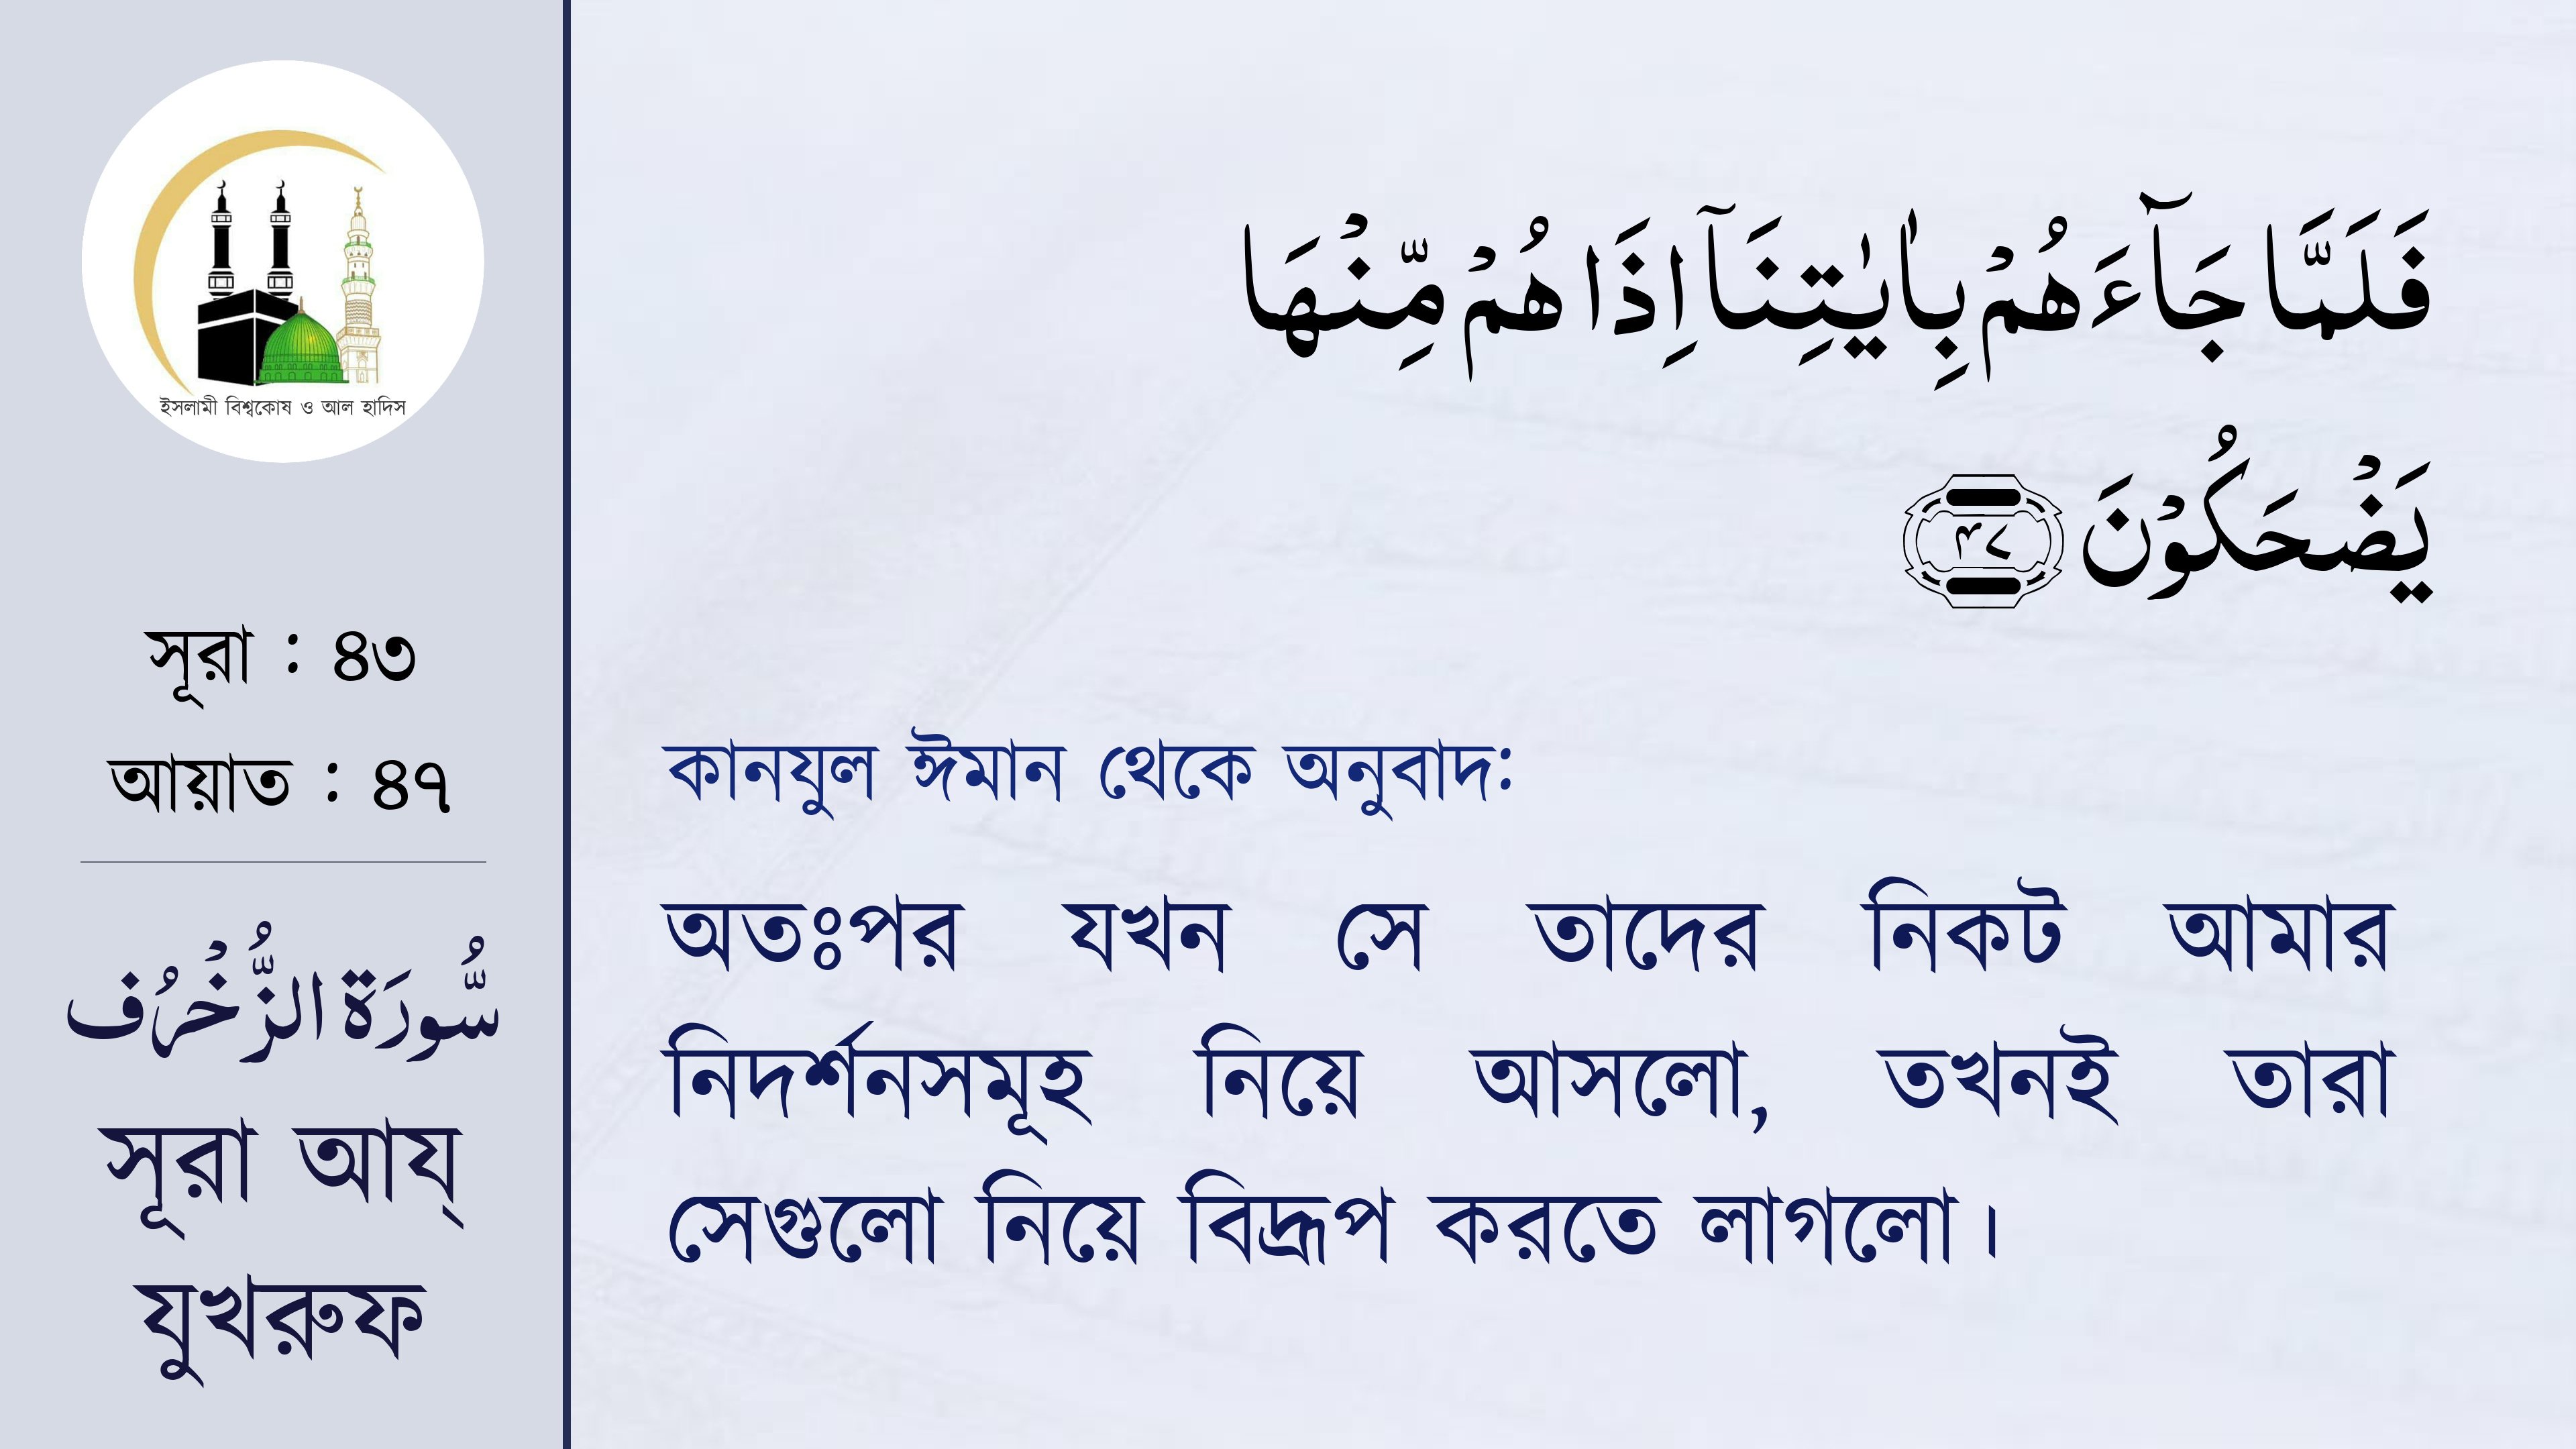 ইসলামী বিশ্বকোষ ও আল হাদিস
সূরা : ৪৩
আয়াত : ৪৭
سُّورَة الزُّخْرُف
সূরা আয্
যুখরুফ
فَلَمَّا جَآءَهُمْ بِاٰيٰتِنَآ اِذَا هُمْ مِّنْهَا
يَضْحَكُوْنَ ۴۷
কানযুল ঈমান থেকে অনুবাদ:
অতঃপর যখন সে তাদের নিকট আমার
নিদর্শনসমূহ নিয়ে আসলো, তখনই তারা
সেগুলো নিয়ে বিদ্রূপ করতে লাগলো।